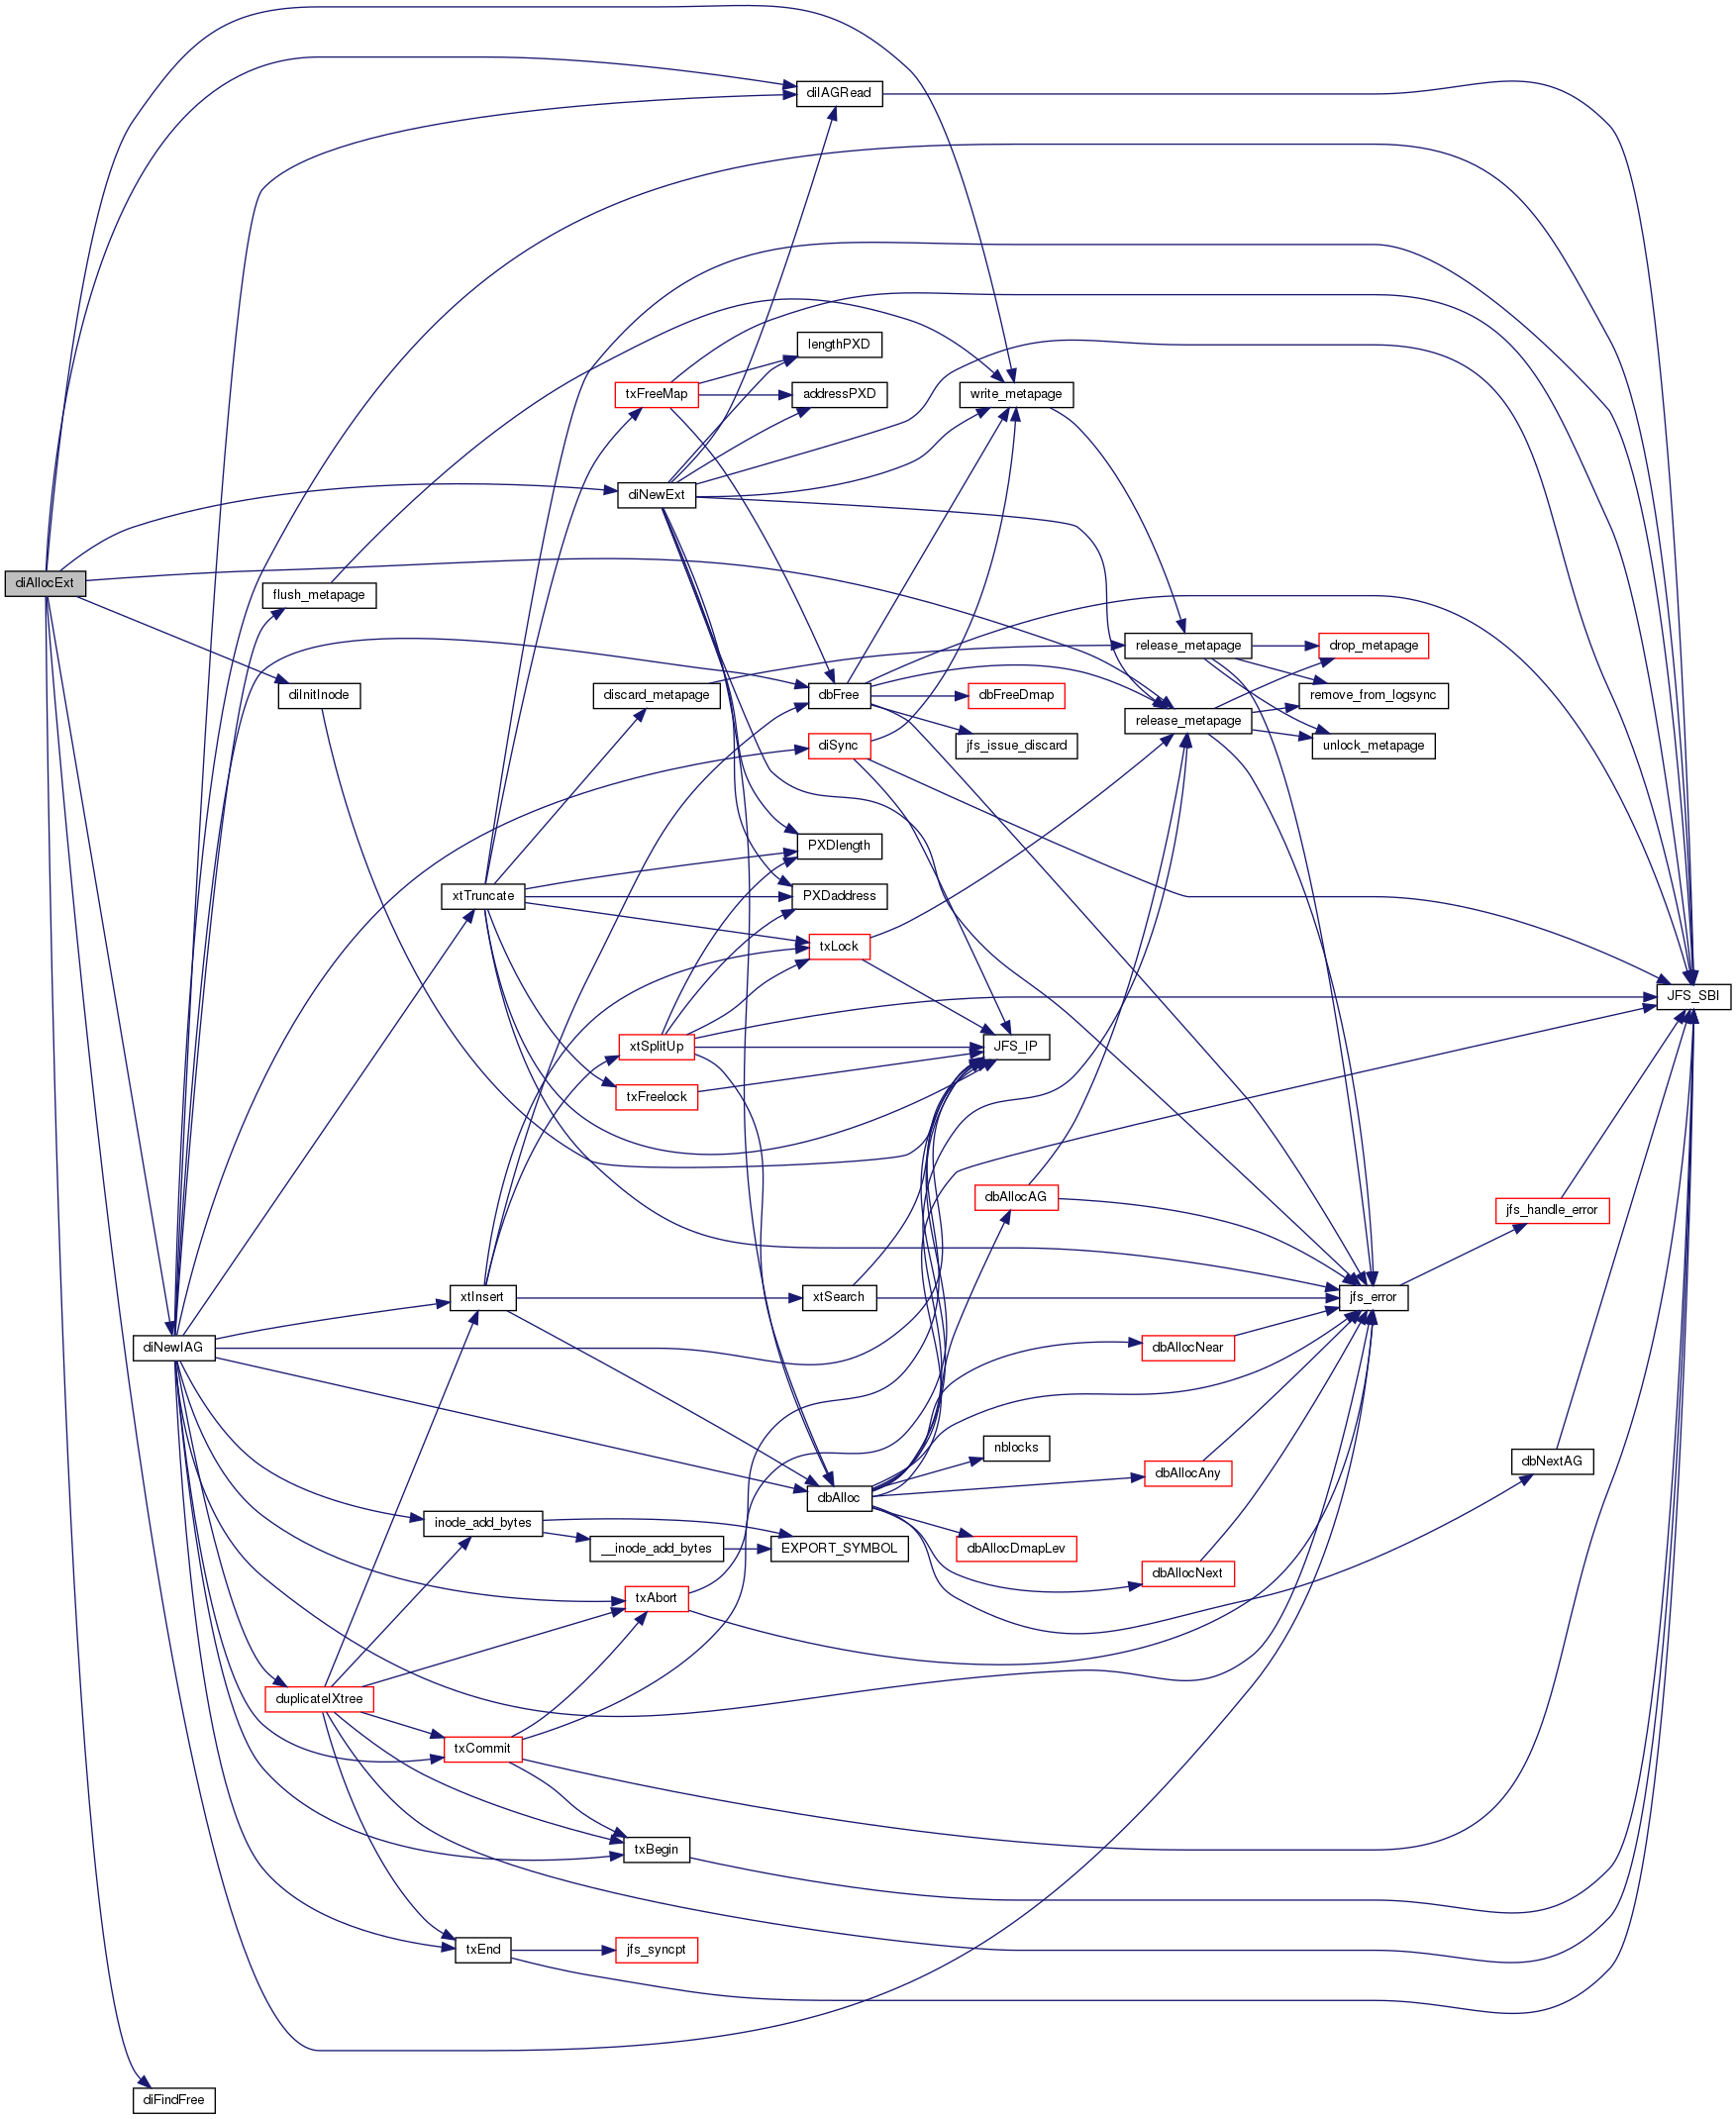 diIAGRead
lengthPXD
txFreeMap
addressPXD
write_metapage
diNewExt
diAllocExt
flush_metapage
release_metapage
drop_metapage
diInitInode
discard_metapage
dbFree
dbFreeDmap
remove_from_logsync
release_metapage
diSync
jfs_issue_discard
unlock_metapage
PXDlength
xtTruncate
PXDaddress
txLock
JFS_SBI
xtSplitUp
JFS_IP
txFreelock
dbAllocAG
jfs_handle_error
xtInsert
xtSearch
jfs_error
diNewIAG
dbAllocNear
nblocks
dbNextAG
dbAllocAny
dbAlloc
inode_add_bytes
__inode_add_bytes
EXPORT_SYMBOL
dbAllocDmapLev
dbAllocNext
txAbort
duplicateIXtree
txCommit
txBegin
txEnd
jfs_syncpt
diFindFree